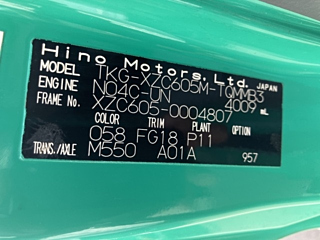 Hino Motors, Ltd. JAPAN
MODEL TKG-XZC605M-TQMMB3
ENGINE N04C-UN 4009 mL
FRAME No. XZC605-0004807
COLOR TRIM PLANT OPTION
058 FG18 P11
TRANS./AXLE M550 A01A 957